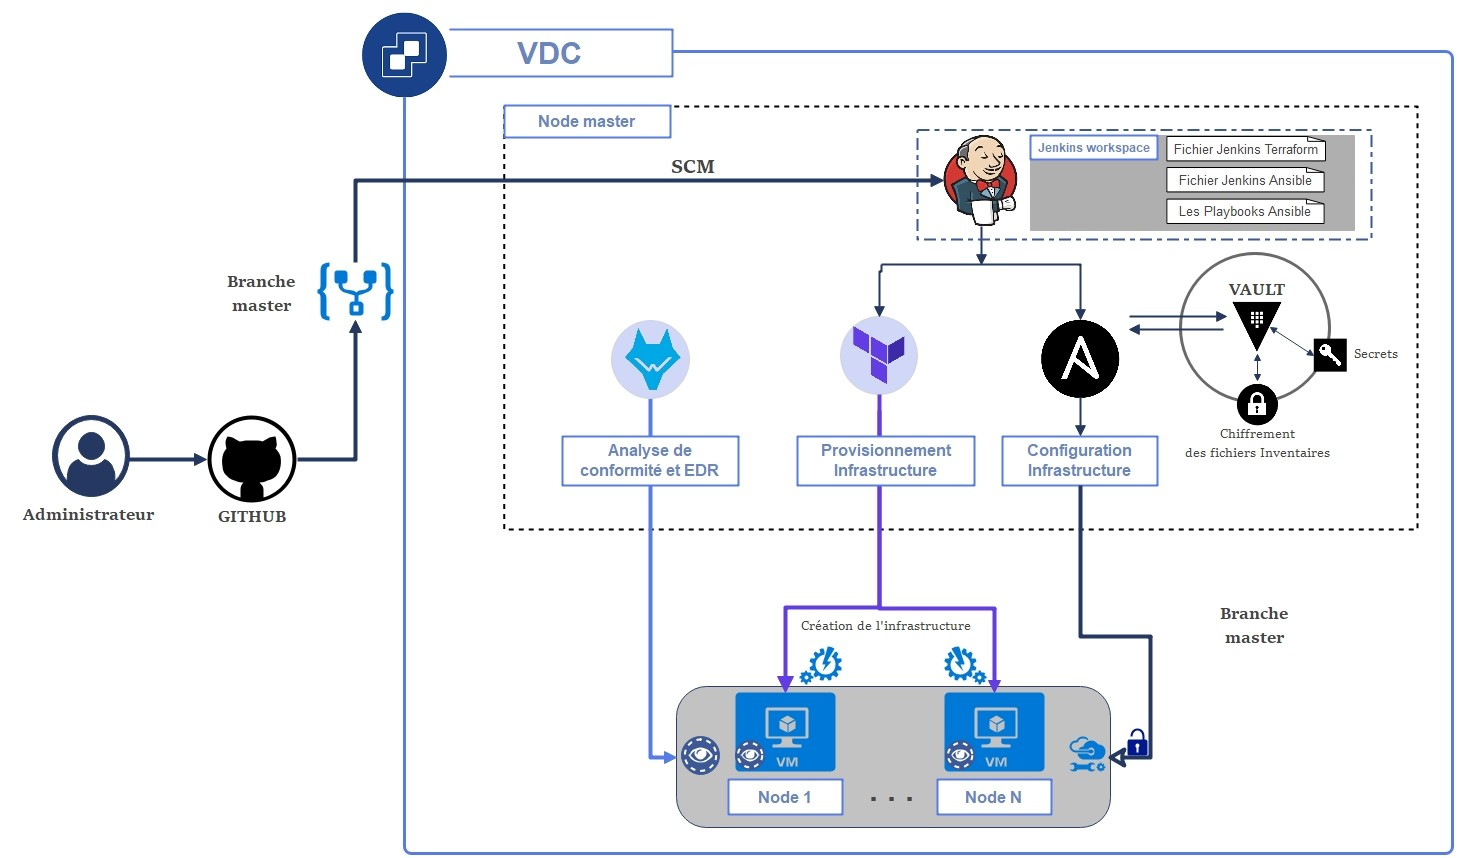 VDC
Node master
Jenkins workspace
Fichier Jenkins Terraform
Fichier Jenkins Ansible
Les Playbooks Ansible
SCM
Branche
master
VAULT
Secrets
Chiffrement
des fichiers Inventaires
Administrateur
GITHUB
Analyse de
conformité et EDR
Provisionnement
Infrastructure
Configuration
Infrastructure
Création de l'infrastructure
Branche
master
VM
VM
Node 1
. . .
Node N